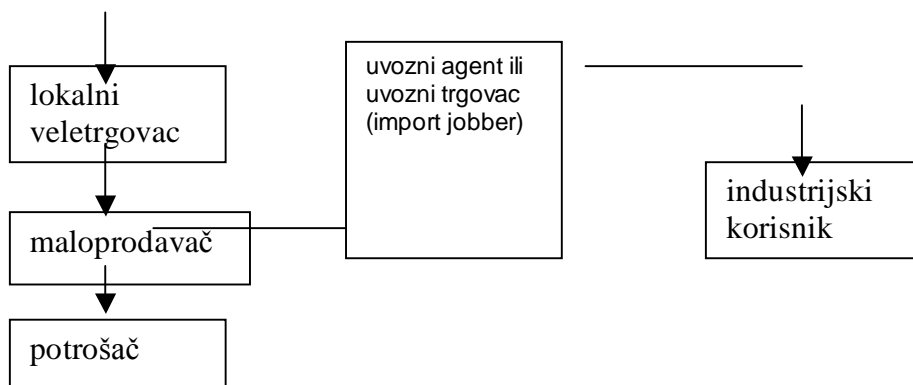 lokalni
veletrgovac
maloprodavač
potrošač
uvozni agent ili
uvozni trgovac
(import jobber)
industrijski
korisnik